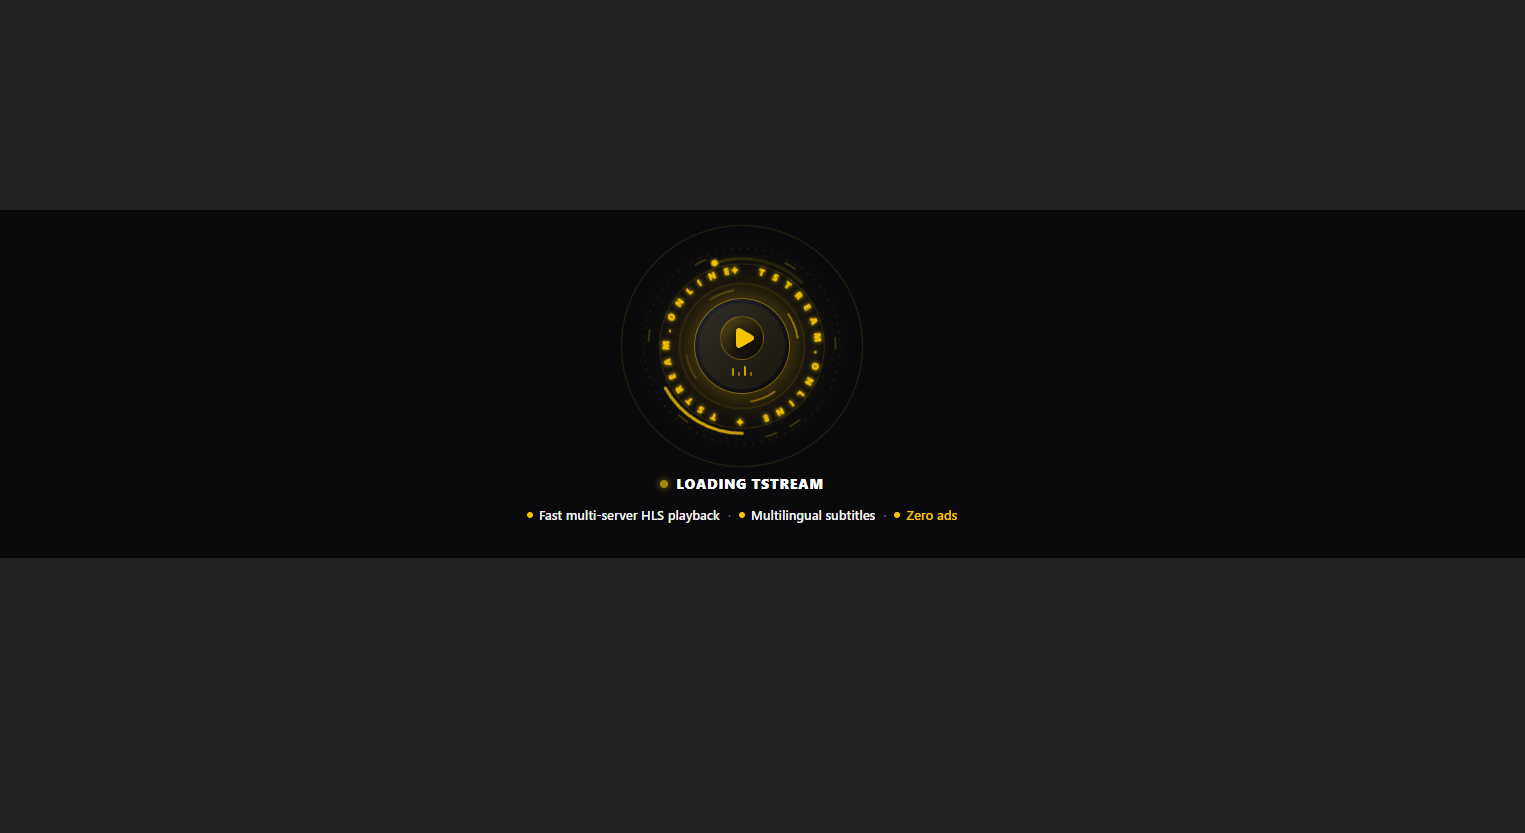 ✦ TSTREAM·ONLINE ✦ TSTREAM·ONLINE
LOADING TSTREAM
Fast multi-server HLS playback · Multilingual subtitles · Zero ads